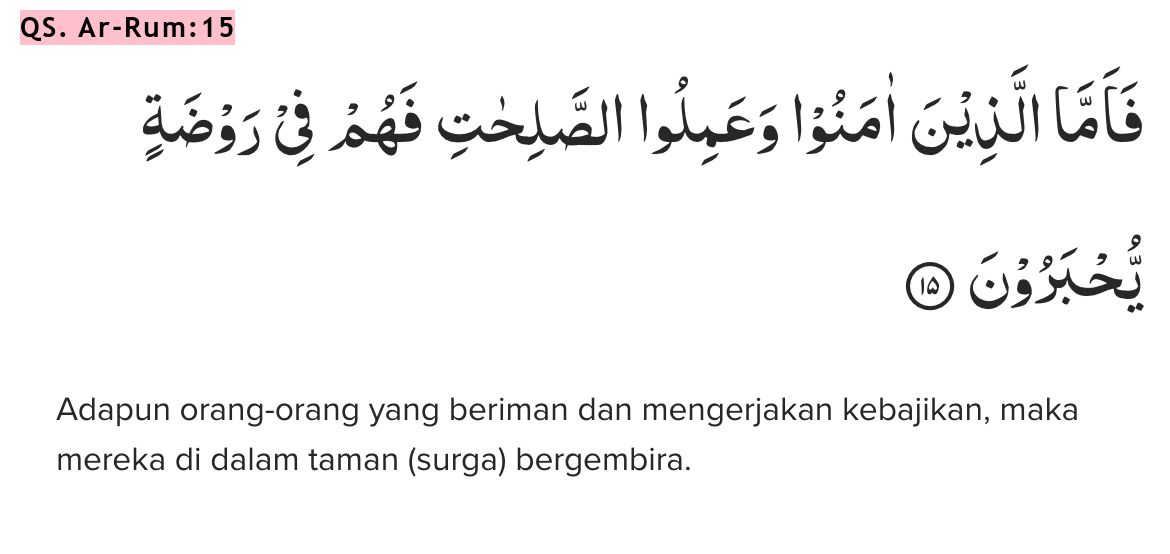 QS. Ar-Rum:15
فَاَمَّا الَّذِيْنَ اٰمَنُوْا وَعَمِلُوا الصّٰلِحٰتِ فَهُمْ فِيْ رَوْضَةٍ
يُّحْبَرُوْنَ ۝١٥
Adapun orang-orang yang beriman dan mengerjakan kebajikan, maka
mereka di dalam taman (surga) bergembira.